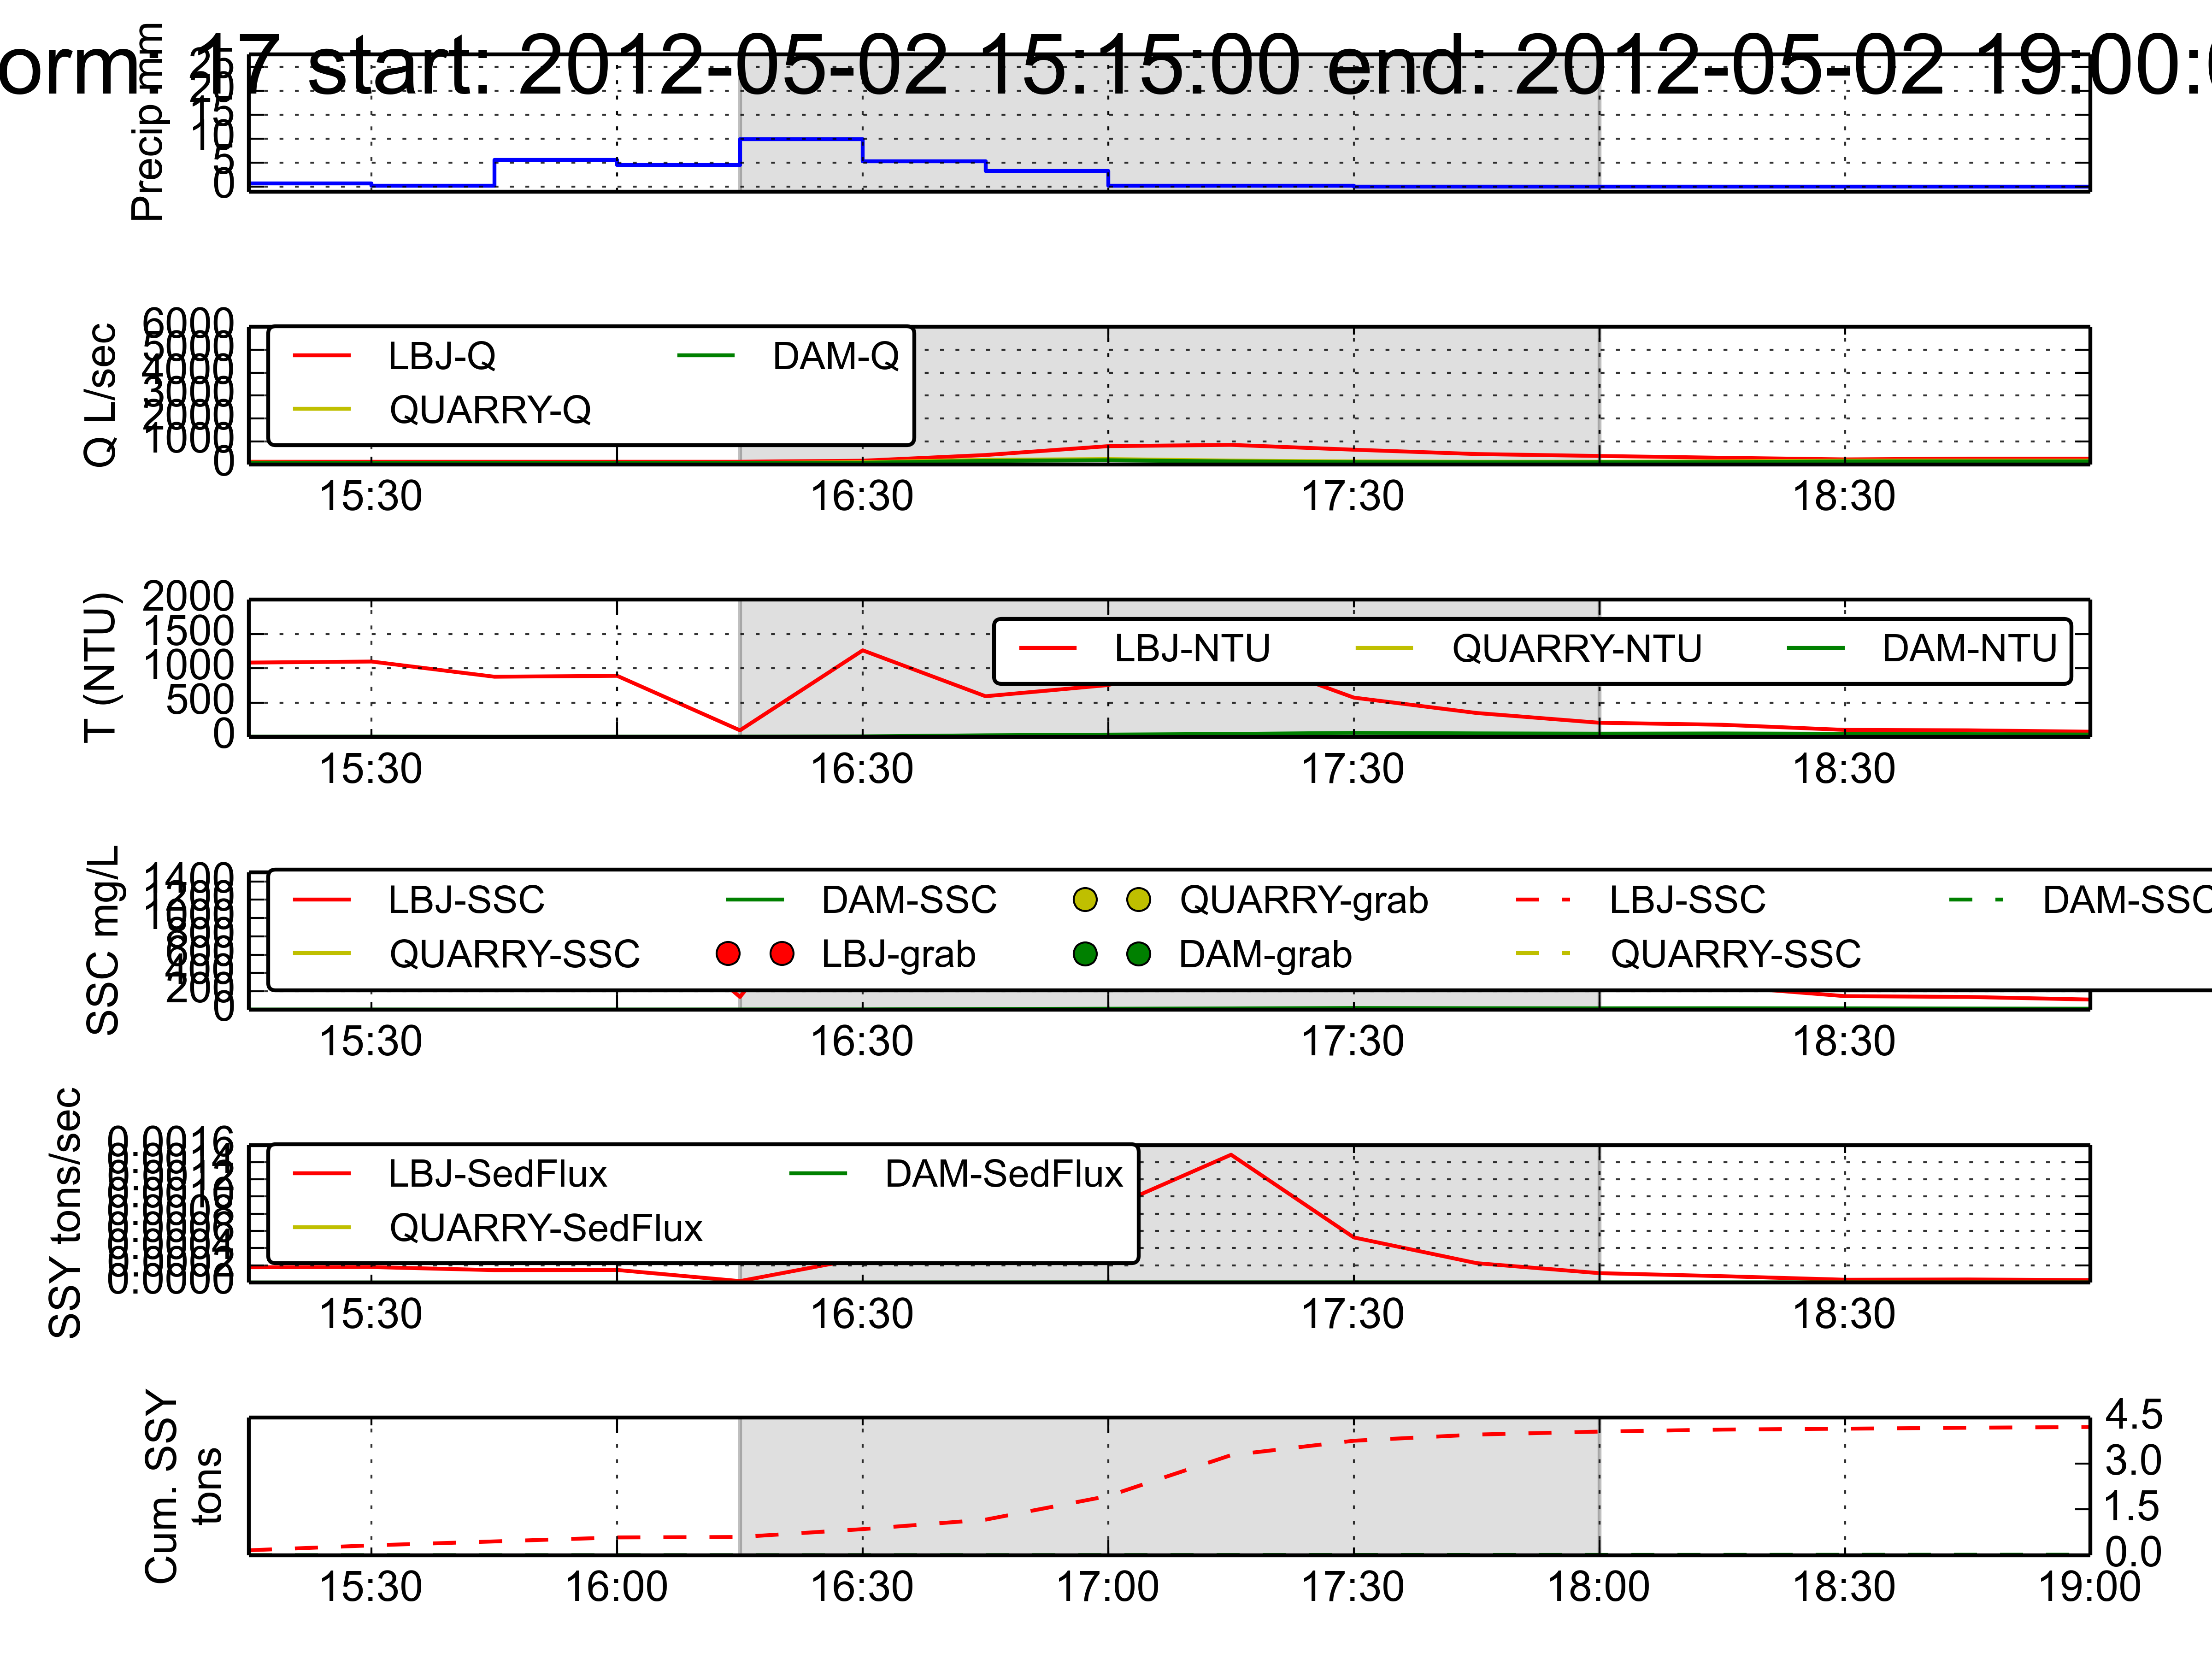 orm- 17 start: 2012-05-02 15:15:00 end: 2012-05-02 19:00:0
Precip mm
25
20
15
10
5
0
Q L/sec
6000
5000
4000
3000
2000
1000
0
LBJ-Q DAM-Q
QUARRY-Q
15:30 16:30 17:30 18:30
T (NTU)
2000
1500
1000
500
0
LBJ-NTU QUARRY-NTU DAM-NTU
15:30 16:30 17:30 18:30
SSC mg/L
1400
1200
1000
800
600
400
200
0
LBJ-SSC DAM-SSC QUARRY-grab LBJ-SSC DAM-SSC
QUARRY-SSC LBJ-grab DAM-grab QUARRY-SSC
15:30 16:30 17:30 18:30
SSY tons/sec
0.0016
0.0014
0.0012
0.0010
0.0008
0.0006
0.0004
0.0002
0.0000
LBJ-SedFlux DAM-SedFlux
QUARRY-SedFlux
15:30 16:30 17:30 18:30
Cum. SSY
tons
4.5
3.0
1.5
0.0
15:30 16:00 16:30 17:00 17:30 18:00 18:30 19:00